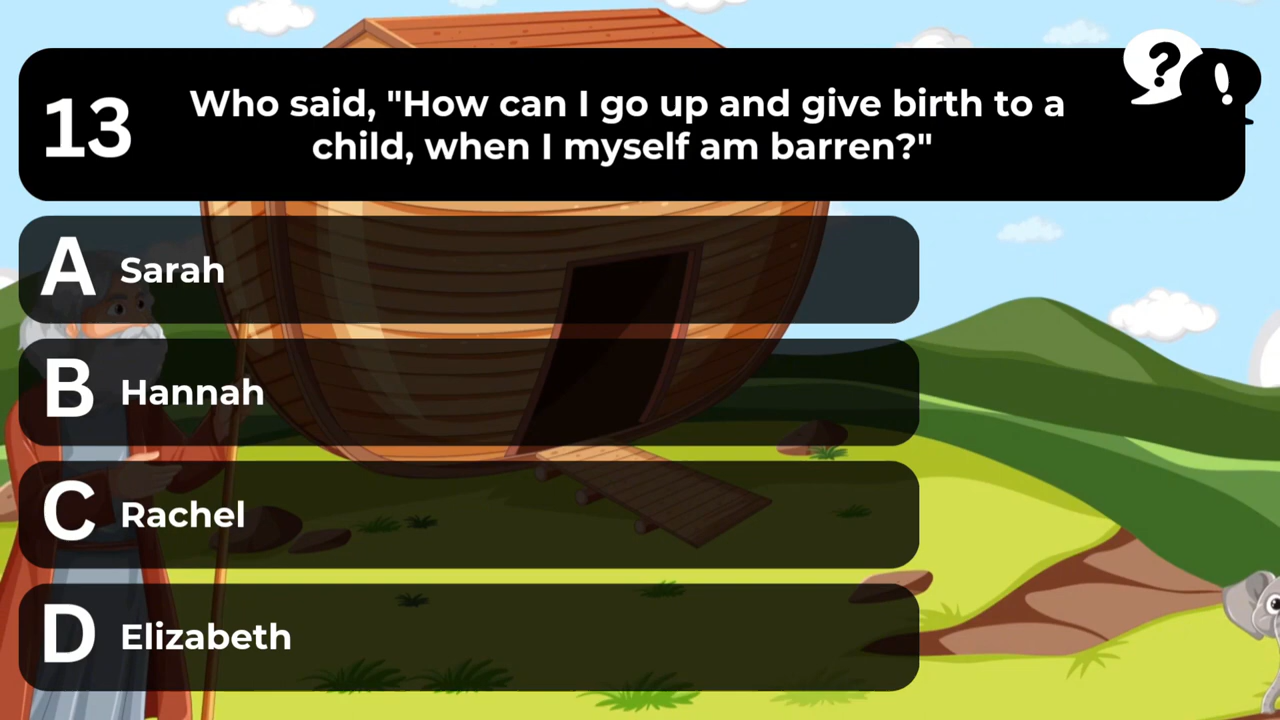 13
Who said, "How can I go up and give birth to a
child, when I myself am barren?"
A Sarah
B Hannah
C Rachel
D Elizabeth